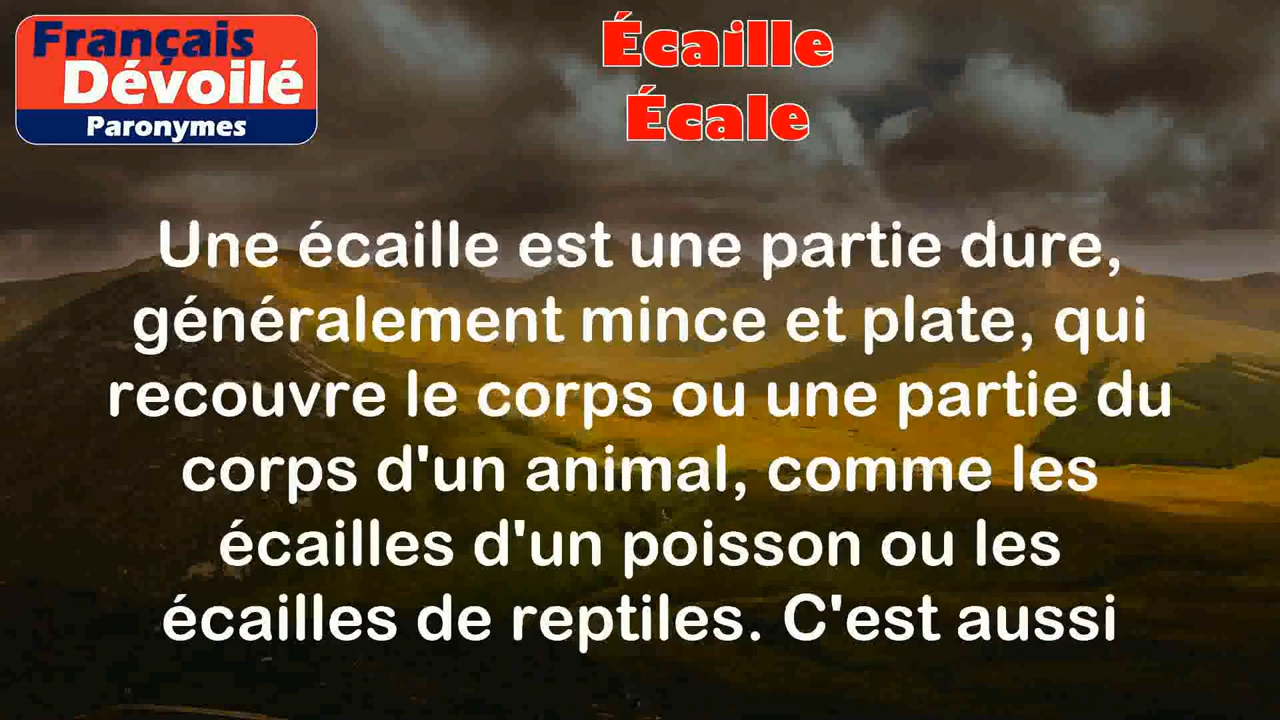 Français
Dévoilé
Paronymes
Écaille
Écale
Une écaille est une partie dure,
généralement mince et plate, qui
recouvre le corps ou une partie du
corps d'un animal, comme les
écailles d'un poisson ou les
écailles de reptiles. C'est aussi